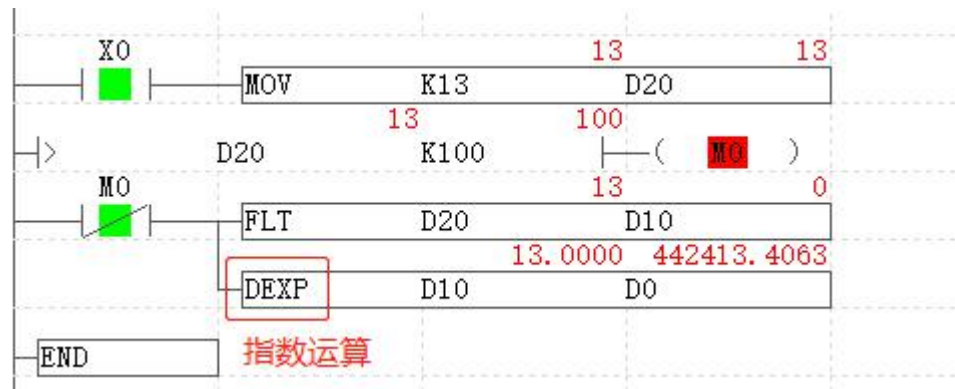 X0 13 13
MOV K13 D20
13 100
> D20 K100 ( M0 )
M0 13 0
FLT D20 D10
13.0000 442413.4063
DEXP D10 D0
END 指数运算